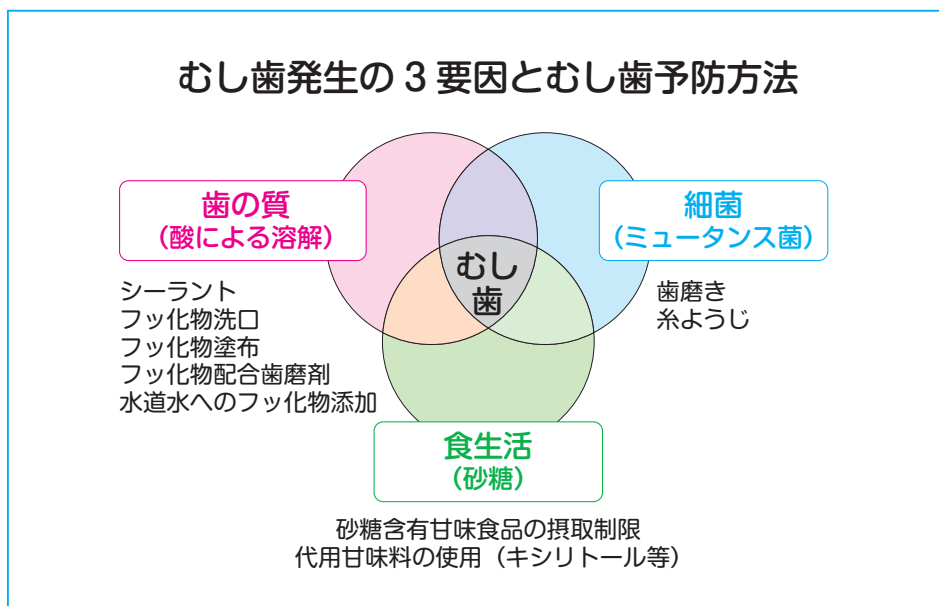 むし歯発生の3要因とむし歯予防方法
歯の質
（酸による溶解）
シーラント
フッ化物洗口
フッ化物塗布
フッ化物配合歯磨剤
水道水へのフッ化物添加
細菌
（ミュータンス菌）
歯磨き
糸ようじ
むし
歯
食生活
（砂糖）
砂糖含有甘味食品の摂取制限
代用甘味料の使用（キシリトール等）